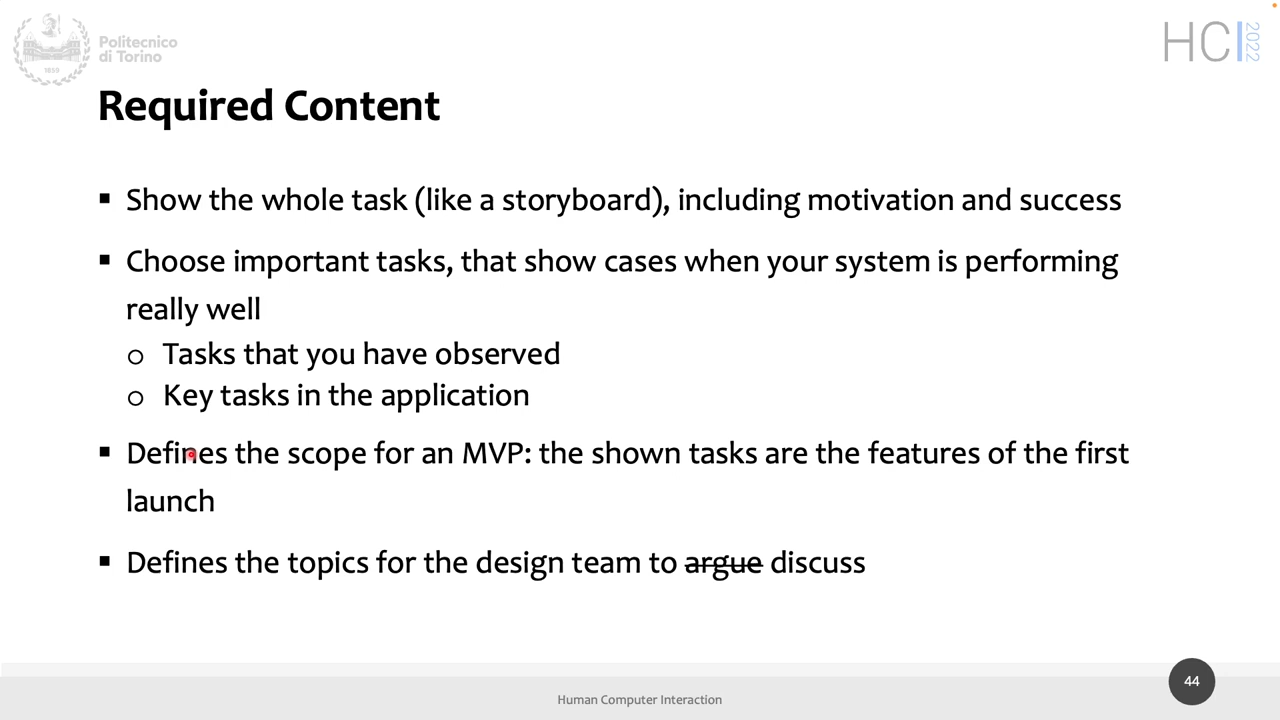 Politecnico
di Torino
1859
HCI 2022
Required Content
▪ Show the whole task (like a storyboard), including motivation and success
▪ Choose important tasks, that show cases when your system is performing
really well
o Tasks that you have observed
o Key tasks in the application
▪ Defines the scope for an MVP: the shown tasks are the features of the first
launch
▪ Defines the topics for the design team to ~~argue~~ discuss
44
Human Computer Interaction